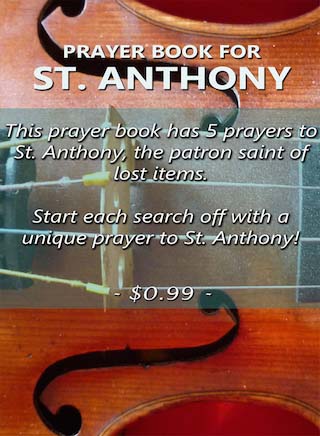 PRAYER BOOK FOR
ST. ANTHONY
This prayer book has 5 prayers to
St. Anthony, the patron saint of
lost items.
Start each search off with a
unique prayer to St. Anthony!
- $0.99 -